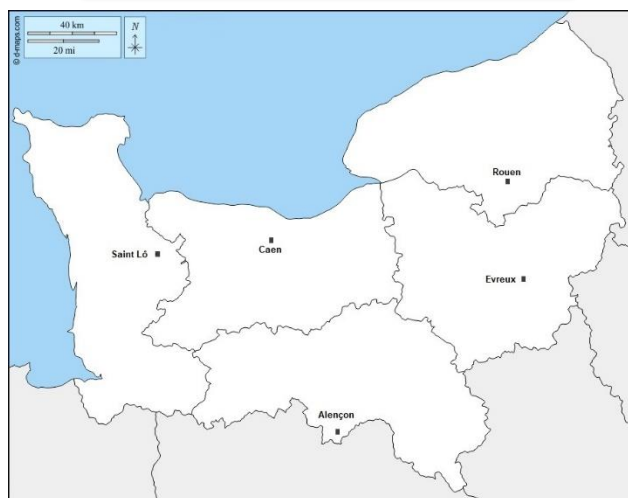 40 km
20 mi
N
© d-maps.com
Rouen
Caen
Saint Lô
Evreux
Alençon